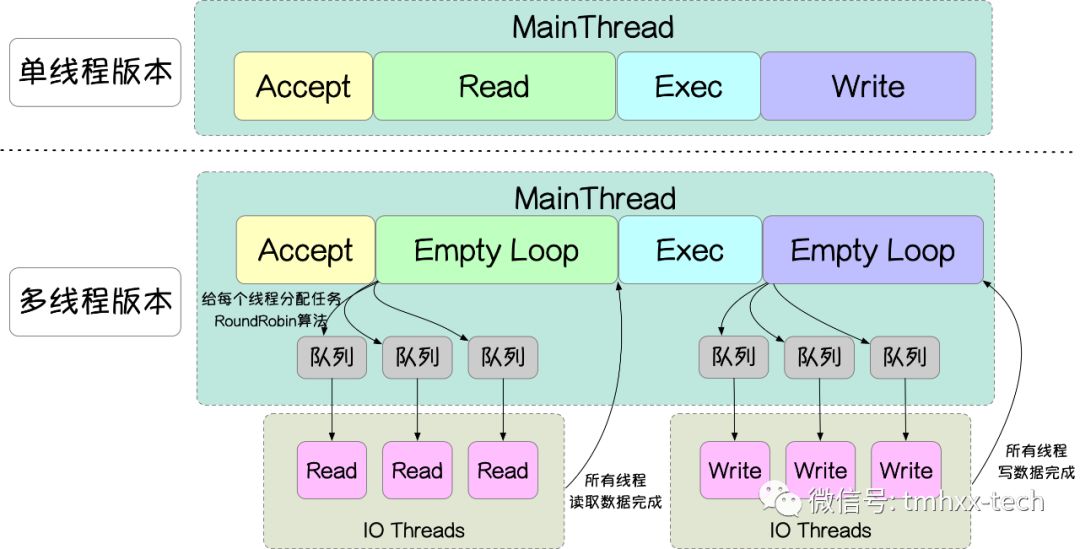 MainThread
单线程版本
Accept
Read
Exec
Write
MainThread
Accept
Empty Loop
Exec
Empty Loop
多线程版本
给每个线程分配任务
RoundRobin算法
队列
队列
队列
队列
队列
队列
Read
Read
Read
所有线程
读取数据完成
IO Threads
Write
Write
Write
所有线程
写数据完成
IO Threads
微信号: tmhxx-tech